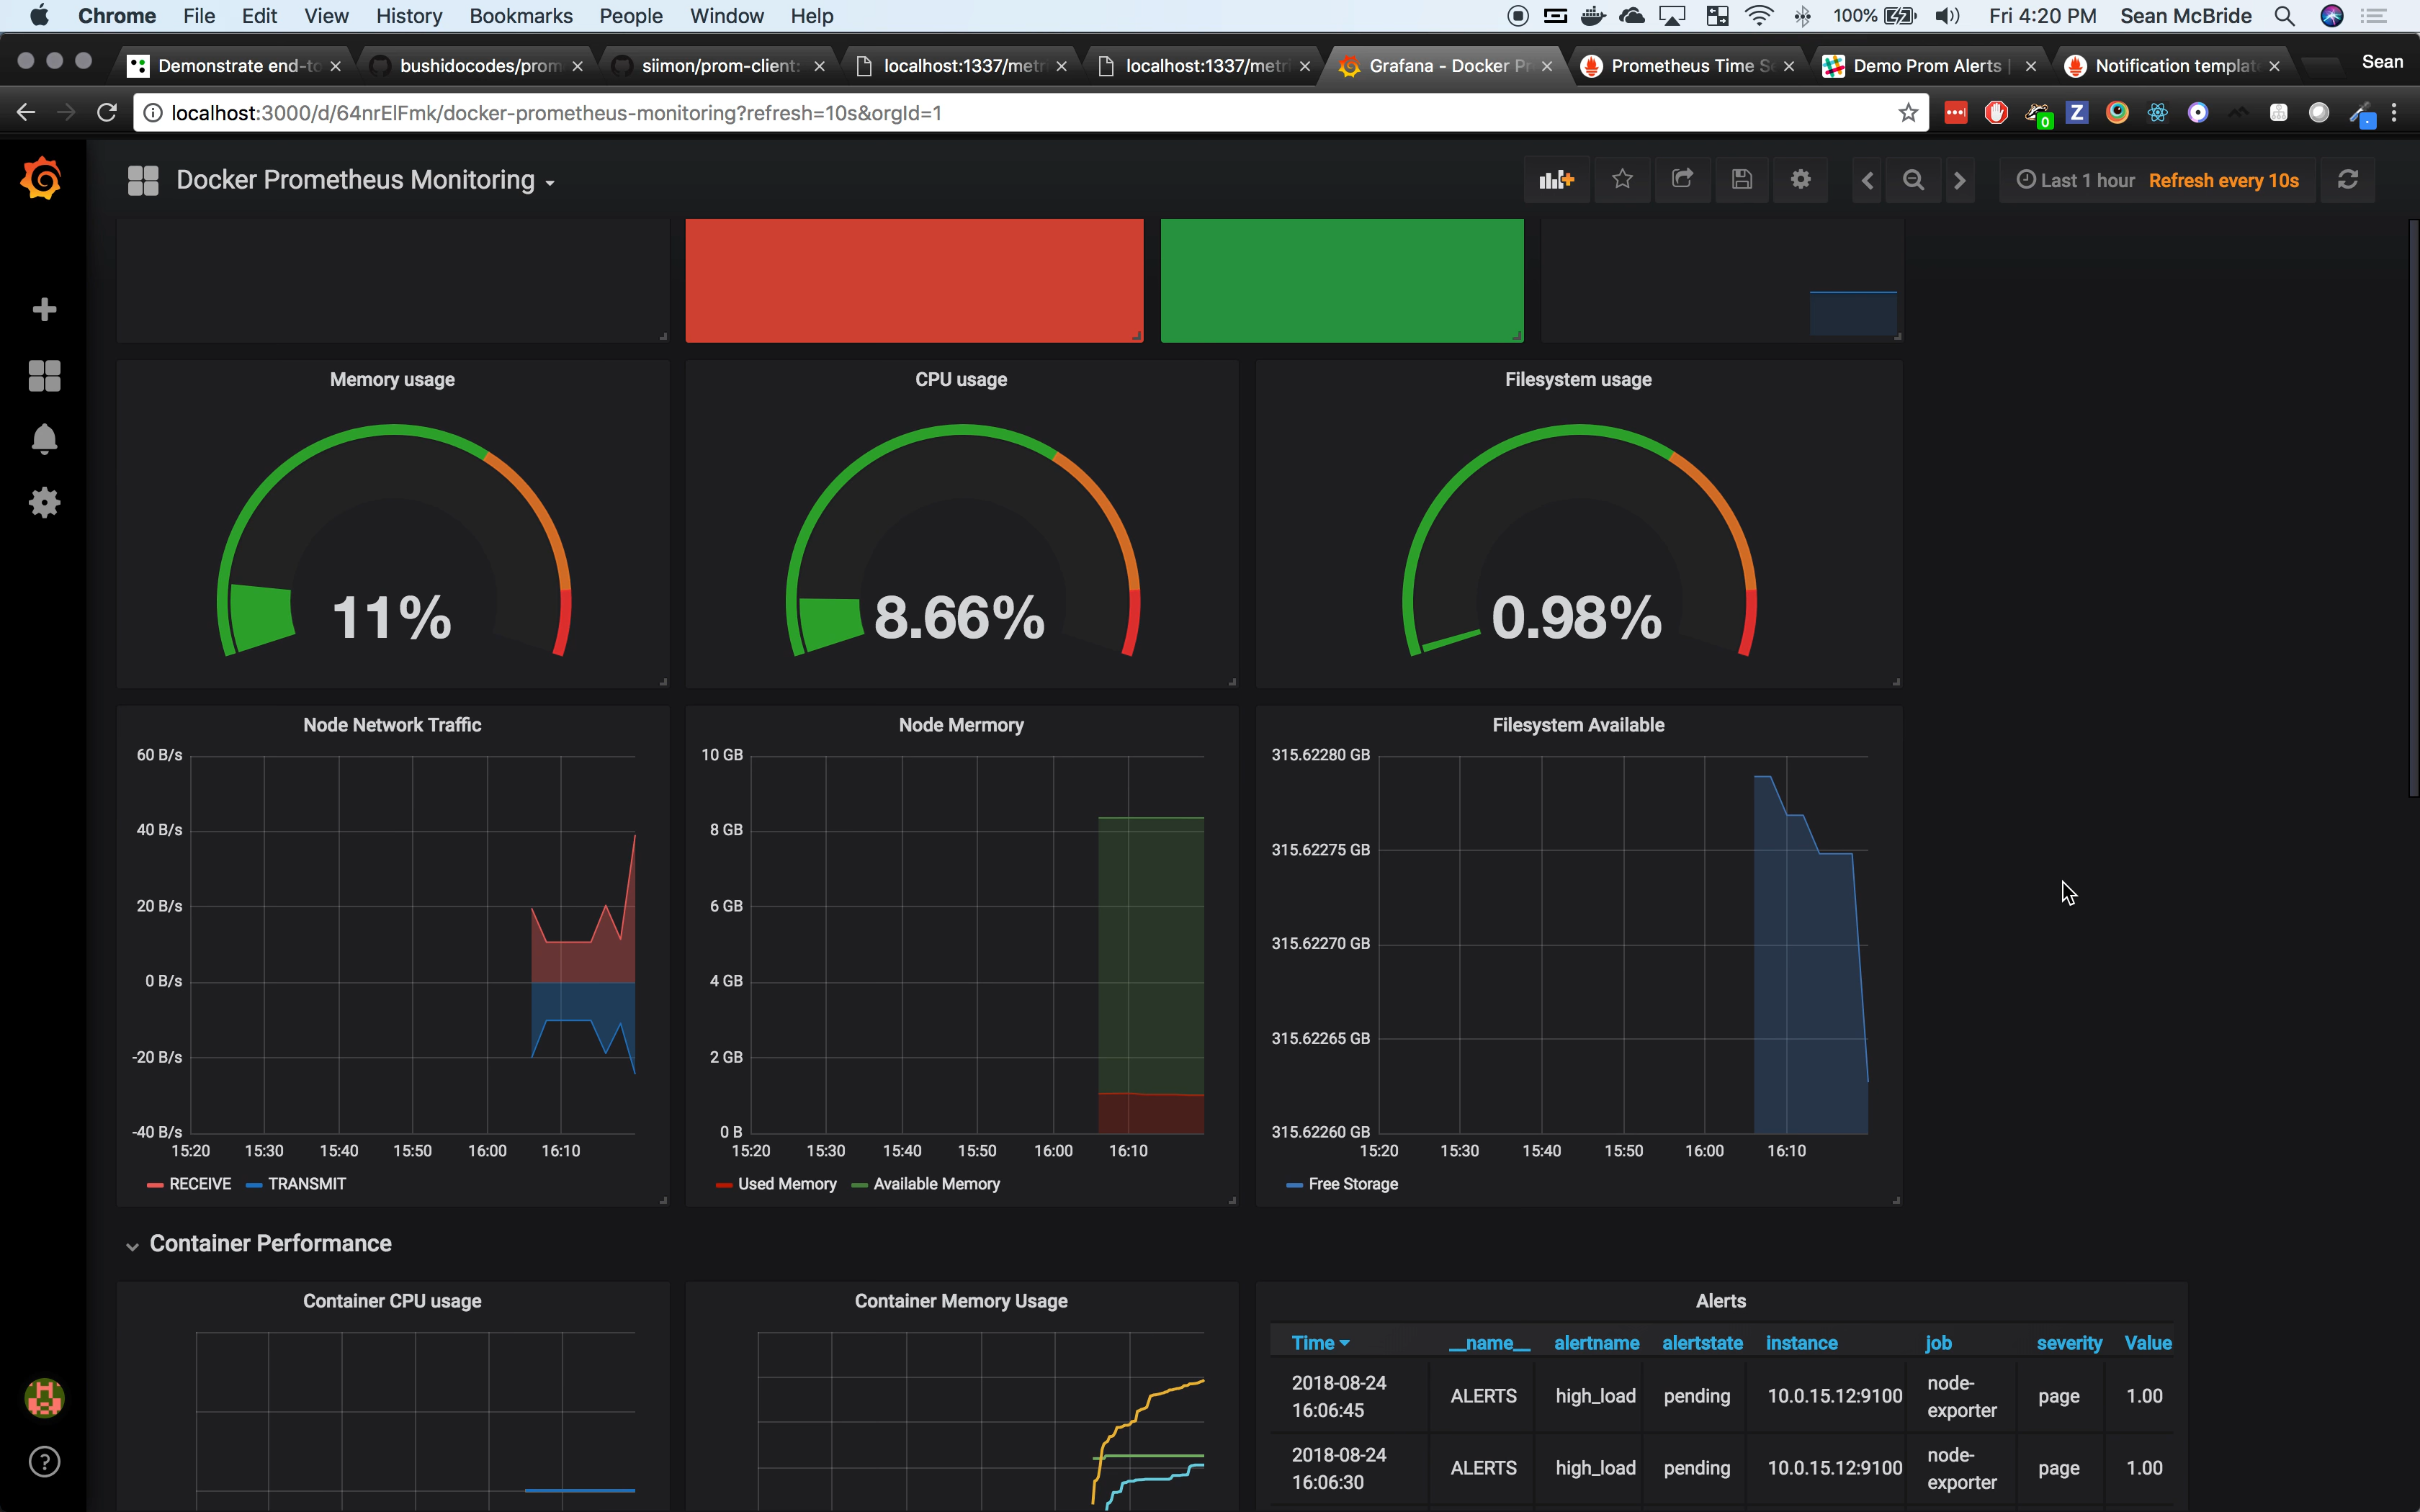 Chrome File Edit View History Bookmarks People Window Help 100% Fri 4:20 PM Sean McBride
Demonstrate end-to bushidocodes/prom siimon/prom-client: localhost:1337/metri localhost:1337/metri Grafana - Docker Pr Prometheus Time Se Demo Prom Alerts | Notification templat Sean
localhost:3000/d/64nrElFmk/docker-prometheus-monitoring?refresh=10s&orgId=1
Docker Prometheus Monitoring Last 1 hour Refresh every 10s
Memory usage CPU usage Filesystem usage
11% 8.66% 0.98%
Node Network Traffic Node Mermory Filesystem Available
60 B/s 10 GB 315.62280 GB
40 B/s 8 GB 315.62275 GB
20 B/s 6 GB 315.62270 GB
0 B/s 4 GB 315.62265 GB
-20 B/s 2 GB 315.62260 GB
-40 B/s 0 B
15:20 15:30 15:40 15:50 16:00 16:10 15:20 15:30 15:40 15:50 16:00 16:10 15:20 15:30 15:40 15:50 16:00 16:10
RECEIVE TRANSMIT Used Memory Available Memory Free Storage
Container Performance
Container CPU usage Container Memory Usage Alerts
Time __name__ alertname alertstate instance job severity Value
2018-08-24 16:06:45 ALERTS high_load pending 10.0.15.12:9100 node-exporter page 1.00
2018-08-24 16:06:30 ALERTS high_load pending 10.0.15.12:9100 node-exporter page 1.00